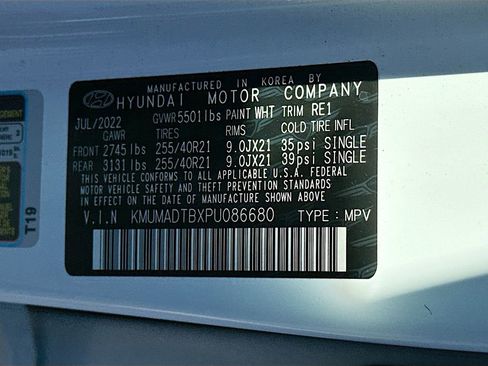 MANUFACTURED IN KOREA BY
HYUNDAI MOTOR COMPANY
JUL/2022 GVWR 5501lbs PAINT WHT TRIM RE1
GAWR TIRES RIMS COLD TIRE INFL
FRONT 2745lbs 255/40R21 9.0JX21 35psi SINGLE
REAR 3131lbs 255/40R21 9.0JX21 39psi SINGLE
THIS VEHICLE CONFORMS TO ALL APPLICABLE U.S.A. FEDERAL
MOTOR VEHICLE SAFETY AND THEFT PREVENTION STANDARDS
IN EFFECT ON THE DATE OF MANUFACTURE SHOWN ABOVE
V.I.N KMUMADTBXPU086680 TYPE : MPV
T19